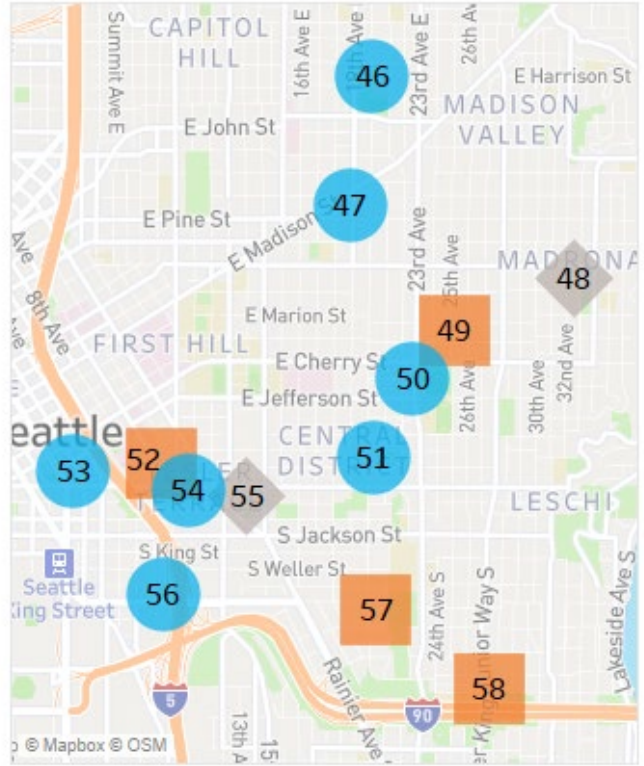 Summit Ave E
CAPITOL
HILL
16th Ave E
18th Ave
46
23rd Ave E
26th Av
E Harrison St
MADISON
VALLEY
E John St
47
E Pine St
E Madison St
Ave
8th Ave
23rd Ave
25th Ave
MADRONA
48
E Marion St
49
FIRST HILL
E Cherry St
50
E Jefferson St
26th Ave
30th Ave
32nd Ave
eattle
52
53
54
55
CENTRAL
DISTRICT
51
LESCHI
S Jackson St
S King St
S Weller St
Seattle
King Street
56
57
24th Ave S
58
Lakeside Ave S
5
90
Rainier Ave
13th A
15
© Mapbox © OSM